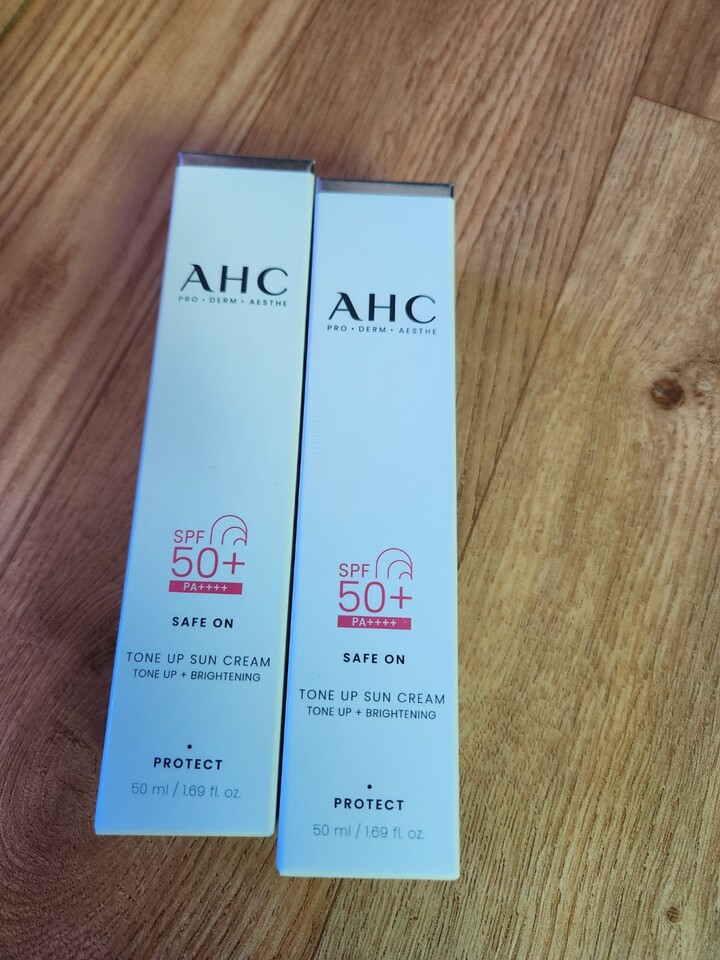 AHC
PRO • DERM • AESTHE
SPF
50+
PA++++
SAFE ON
TONE UP SUN CREAM
TONE UP + BRIGHTENING
PROTECT
50 ml / 1.69 fl. oz.
AHC
PRO • DERM • AESTHE
SPF
50+
PA++++
SAFE ON
TONE UP SUN CREAM
TONE UP + BRIGHTENING
PROTECT
50 ml / 1.69 fl. oz.